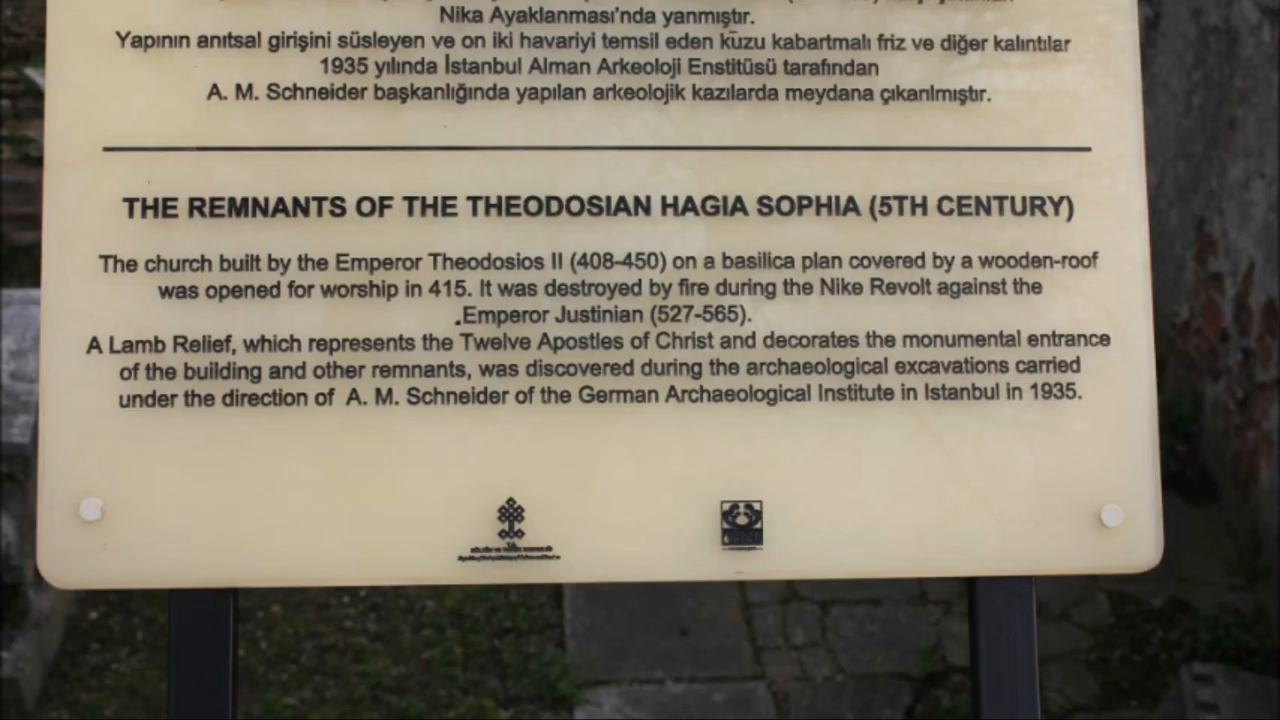 Nika Ayaklanması'nda yanmıştır.
Yapının anıtsal girişini süsleyen ve on iki havariyi temsil eden kuzu kabartmalı friz ve diğer kalıntılar
1935 yılında İstanbul Alman Arkeoloji Enstitüsü tarafından
A. M. Schneider başkanlığında yapılan arkeolojik kazılarda meydana çıkarılmıştır.
THE REMNANTS OF THE THEODOSIAN HAGIA SOPHIA (5TH CENTURY)
The church built by the Emperor Theodosios II (408-450) on a basilica plan covered by a wooden-roof
was opened for worship in 415. It was destroyed by fire during the Nike Revolt against the
.Emperor Justinian (527-565).
A Lamb Relief, which represents the Twelve Apostles of Christ and decorates the monumental entrance
of the building and other remnants, was discovered during the archaeological excavations carried
under the direction of A. M. Schneider of the German Archaeological Institute in Istanbul in 1935.